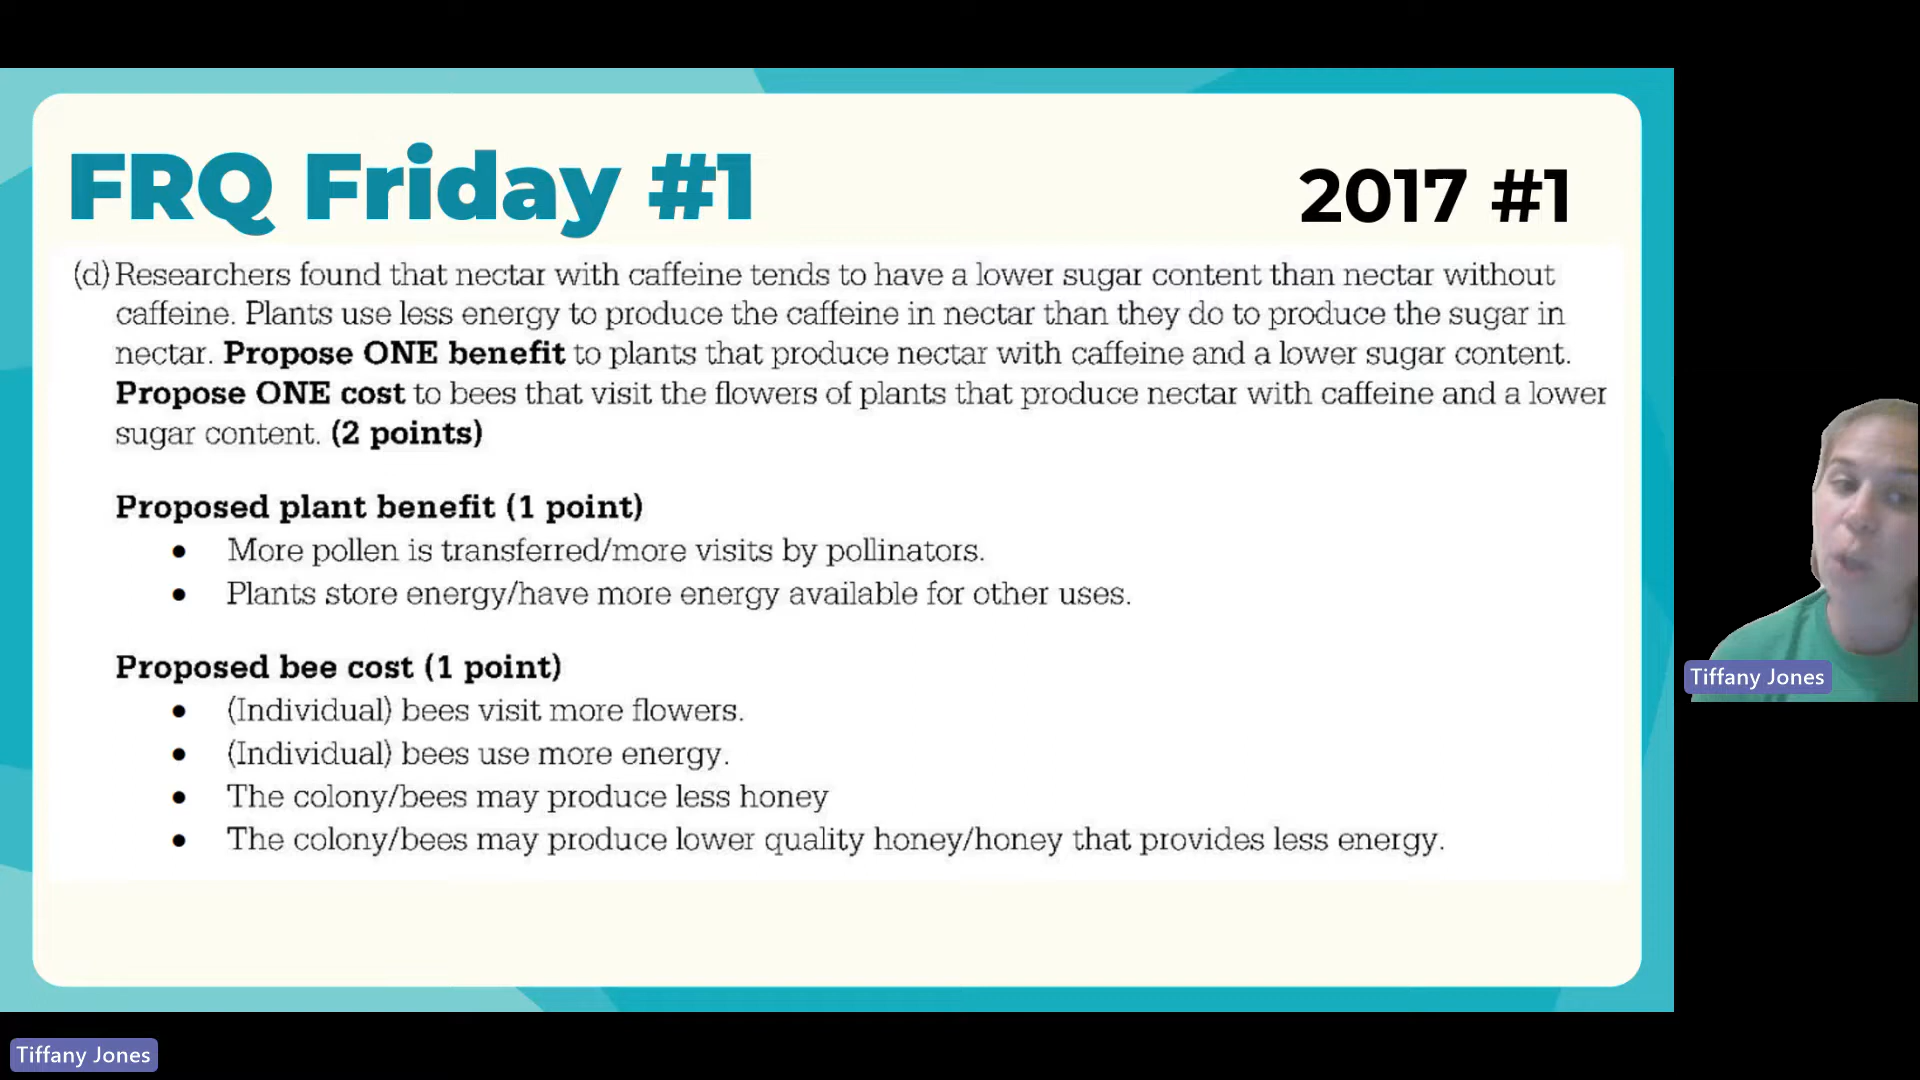 FRQ Friday #1
2017 #1
(d) Researchers found that nectar with caffeine tends to have a lower sugar content than nectar without
caffeine. Plants use less energy to produce the caffeine in nectar than they do to produce the sugar in
nectar. Propose ONE benefit to plants that produce nectar with caffeine and a lower sugar content.
Propose ONE cost to bees that visit the flowers of plants that produce nectar with caffeine and a lower
sugar content. (2 points)
Proposed plant benefit (1 point)
• More pollen is transferred/more visits by pollinators.
• Plants store energy/have more energy available for other uses.
Proposed bee cost (1 point)
• (Individual) bees visit more flowers.
• (Individual) bees use more energy.
• The colony/bees may produce less honey
• The colony/bees may produce lower quality honey/honey that provides less energy.
Tiffany Jones
Tiffany Jones